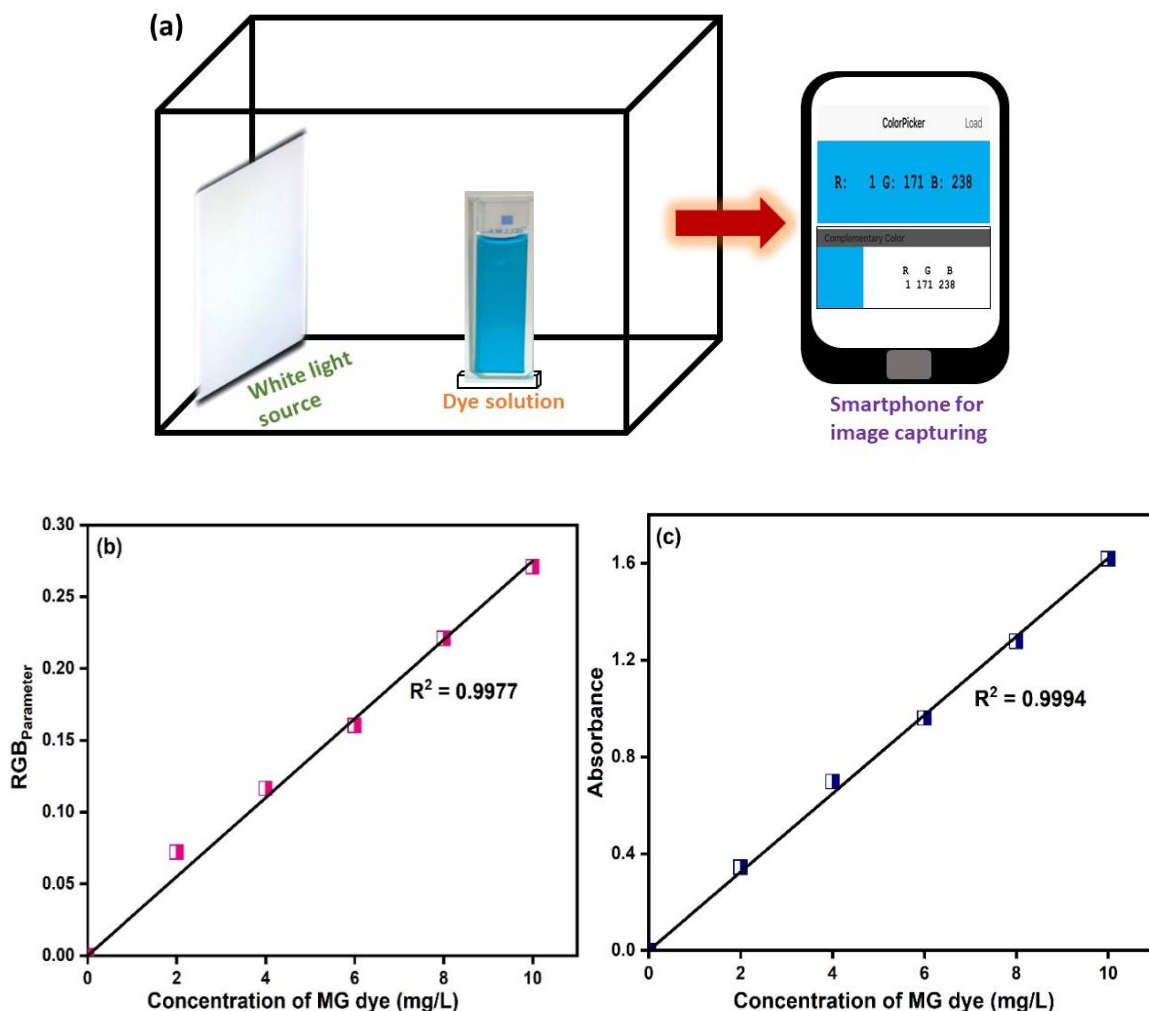 (a)
ColorPicker Load
R: 1 G: 171 B: 238
Complementary Color
R G B
1 171 238
White light
source
Dye solution
Smartphone for
image capturing
(b)
0.30
0.25
0.20
0.15
0.10
0.05
0.00
RGBParameter
R² = 0.9977
0 2 4 6 8 10
Concentration of MG dye (mg/L)
(c)
1.6
1.2
0.8
0.4
0.0
Absorbance
R² = 0.9994
0 2 4 6 8 10
Concentration of MG dye (mg/L)